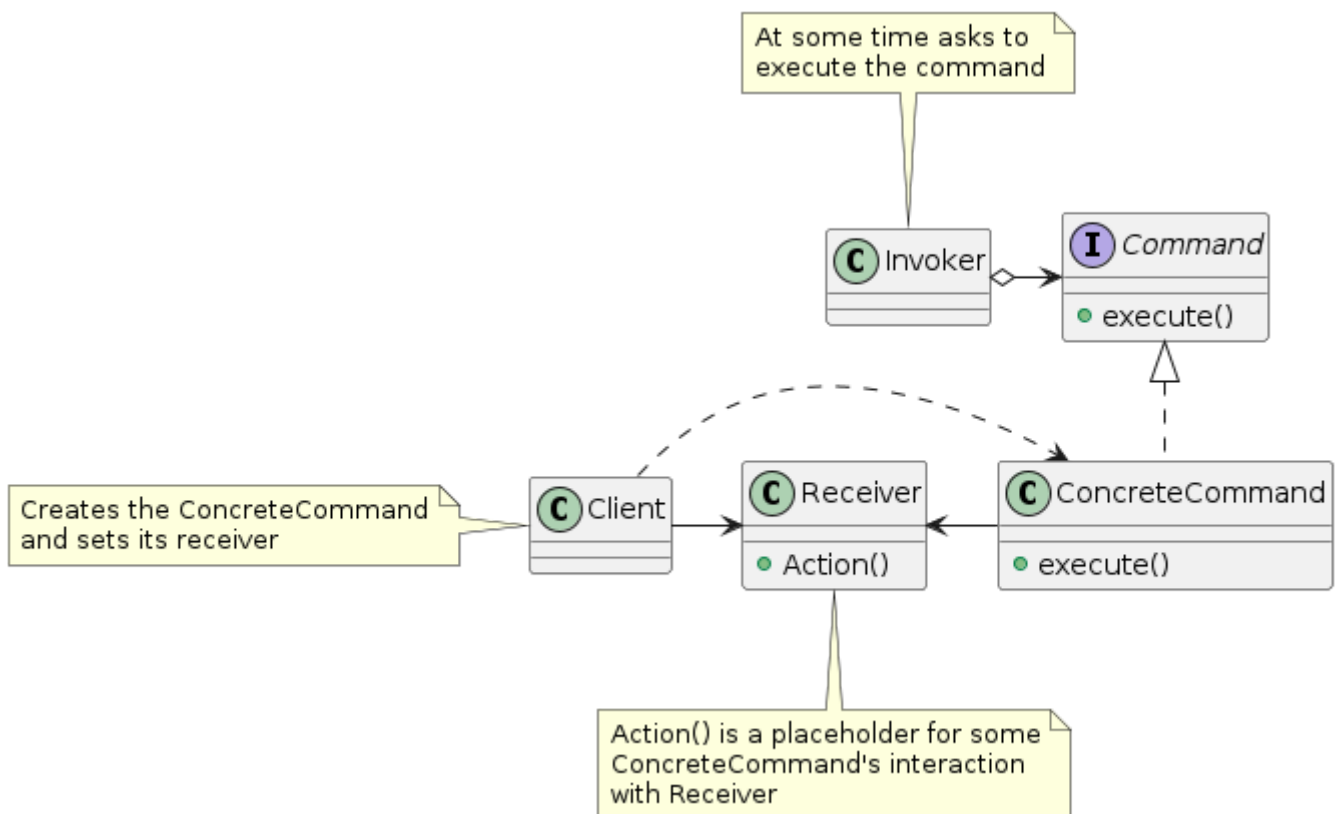 At some time asks to
execute the command
C Invoker
I Command
execute()
Creates the ConcreteCommand
and sets its receiver
C Client
C Receiver
Action()
C ConcreteCommand
execute()
Action() is a placeholder for some
ConcreteCommand's interaction
with Receiver